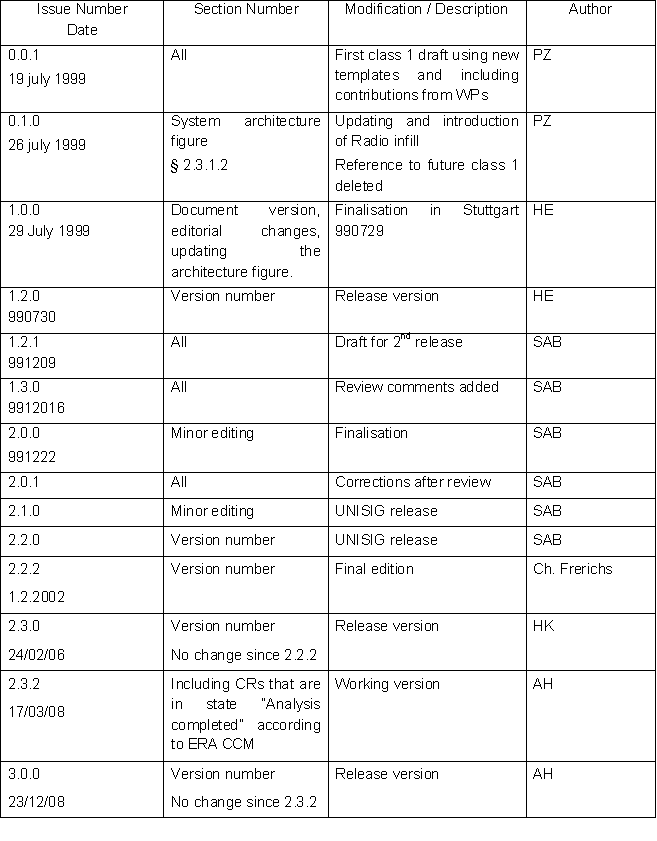 Issue Number
Date
Section Number
Modification / Description
Author
0.0.1
19 july 1999
All
First class 1 draft using new
templates and including
contributions from WPs
PZ
0.1.0
26 july 1999
System architecture
figure
§ 2.3.1.2
Updating and introduction
of Radio infill
Reference to future class 1
deleted
PZ
1.0.0
29 July 1999
Document version,
editorial changes,
updating the
architecture figure.
Finalisation in Stuttgart
990729
HE
1.2.0
990730
Version number
Release version
HE
1.2.1
991209
All
Draft for 2nd release
SAB
1.3.0
9912016
All
Review comments added
SAB
2.0.0
991222
Minor editing
Finalisation
SAB
2.0.1
All
Corrections after review
SAB
2.1.0
Minor editing
UNISIG release
SAB
2.2.0
Version number
UNISIG release
SAB
2.2.2
1.2.2002
Version number
Final edition
Ch. Frerichs
2.3.0
24/02/06
Version number
No change since 2.2.2
Release version
HK
2.3.2
17/03/08
Including CRs that are
in state "Analysis
completed" according
to ERA CCM
Working version
AH
3.0.0
23/12/08
Version number
No change since 2.3.2
Release version
AH